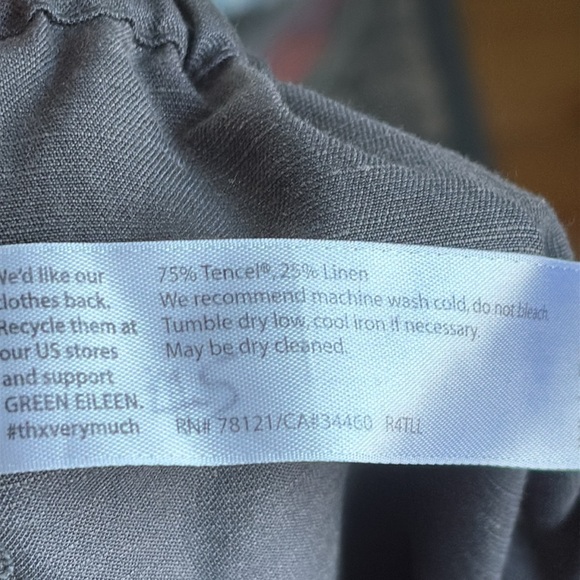 We'd like our
clothes back.
Recycle them at
our US stores
and support
GREEN EILEEN.
#thxverymuch
75% Tencel®, 25% Linen
We recommend machine wash cold, do not bleach.
Tumble dry low, cool iron if necessary.
May be dry cleaned.
RN# 78121/CA#34460 R4TLL